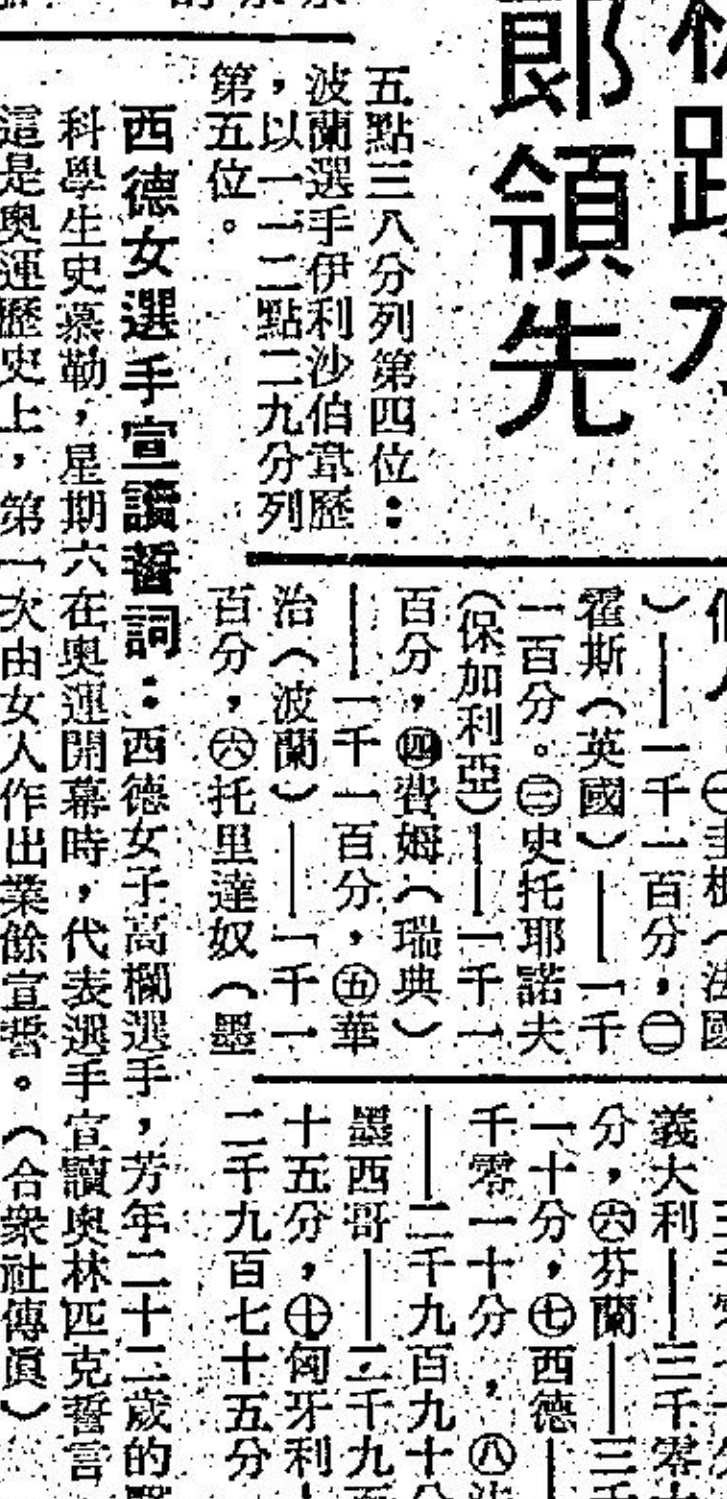 郎領先
五點三八分列第四位：
波蘭選手伊利沙伯韋歷
，以一一二點二九分列
第五位。
）——一千一百分，㊁
霍斯（英國）——一千
一百分。㊂史托耶諾夫
（保加利亞）——一千一
百分，㊃費姆（瑞典）
——一千一百分，㊄華
治（波蘭）——一千一
百分，㊅托里達奴（墨
義大利——三千零
分，㊅芬蘭——三千
一十分，㊆西德——
千零一十分，㊇
——二千九百九十分
墨西哥——二千九百
十五分，㊉匈牙利
二千九百七十五分
西德女選手宣讀誓詞：西德女子高欄選手，芳年二十二歲的醫
科學生史慕勒，星期六在奧運開幕時，代表選手宣讀奧林匹克誓言
這是奧運歷史上，第一次由女人作出業餘宣誓。（合衆社傳眞）